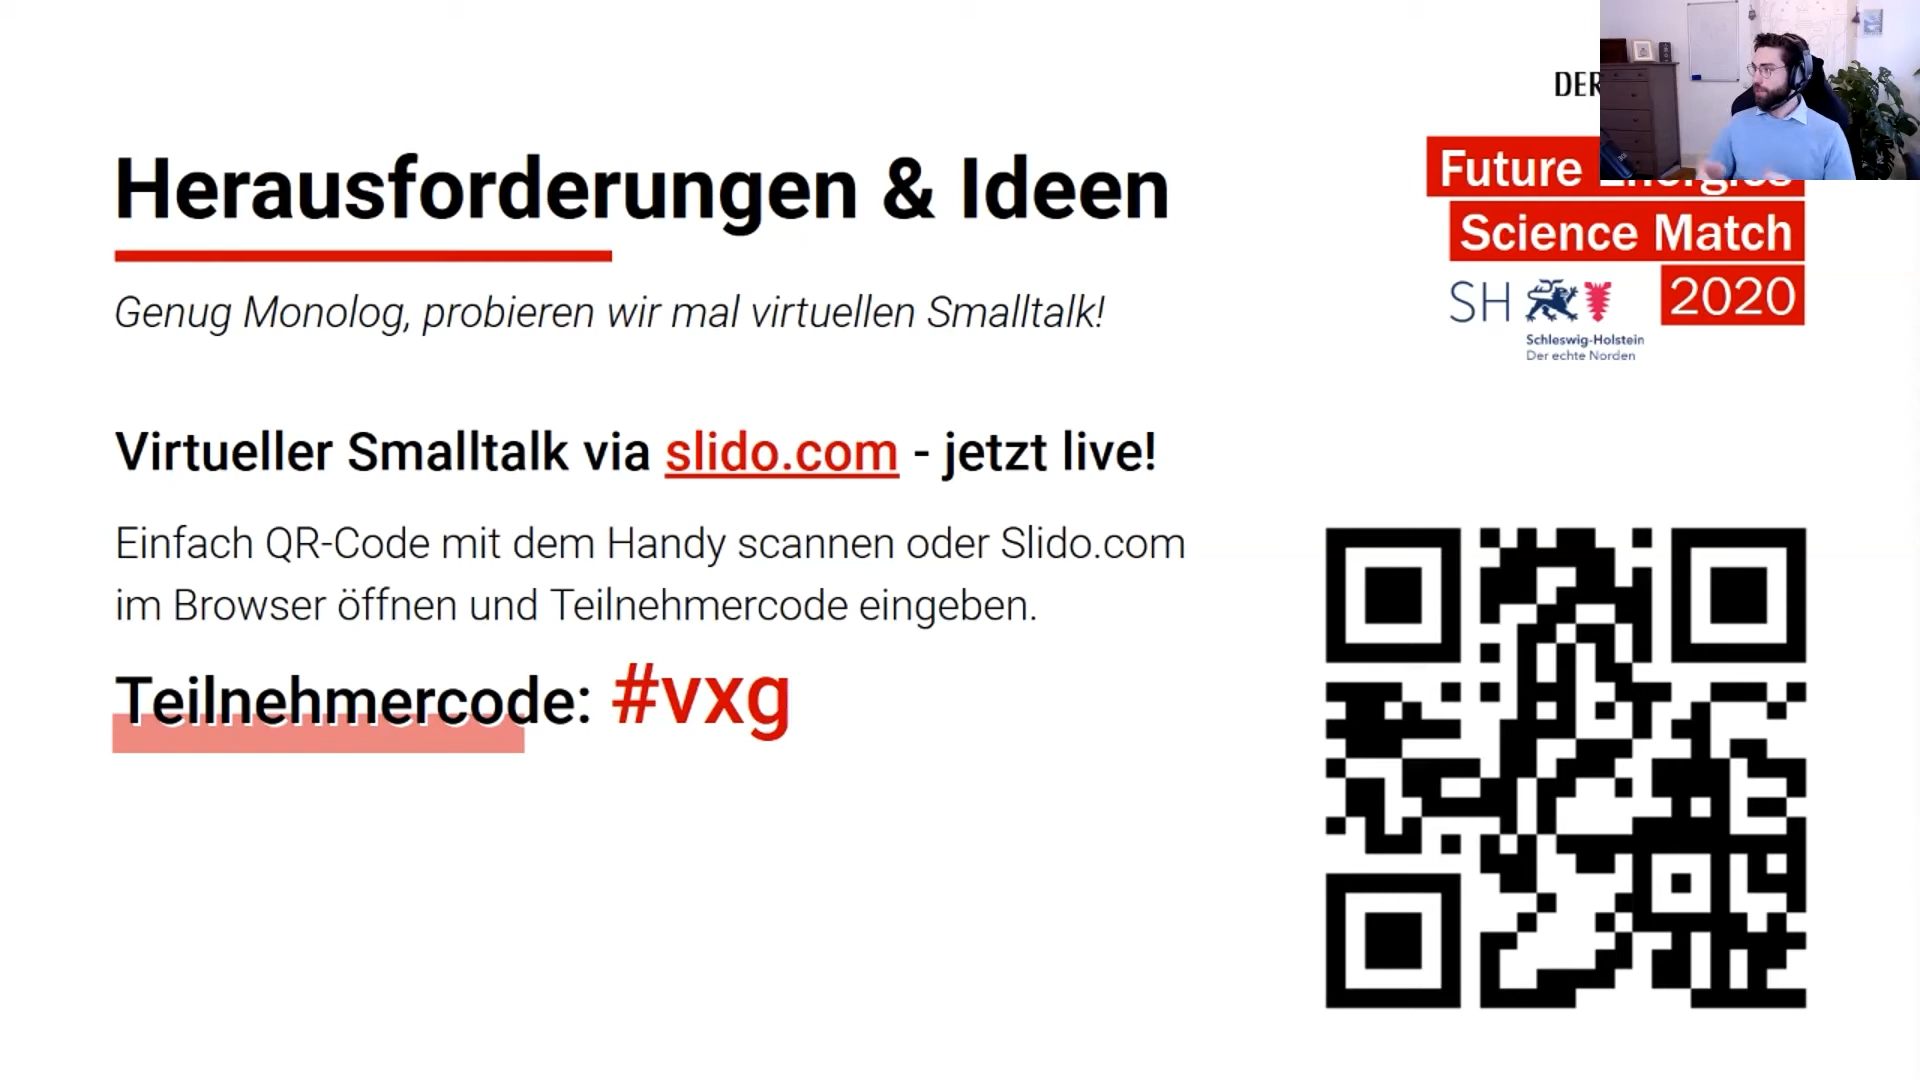 DER
Herausforderungen & Ideen
Genug Monolog, probieren wir mal virtuellen Smalltalk!
Future Energies
Science Match
2020
SH
Schleswig-Holstein
Der echte Norden
Virtueller Smalltalk via slido.com - jetzt live!
Einfach QR-Code mit dem Handy scannen oder Slido.com
im Browser öffnen und Teilnehmercode eingeben.
Teilnehmercode: #vxg